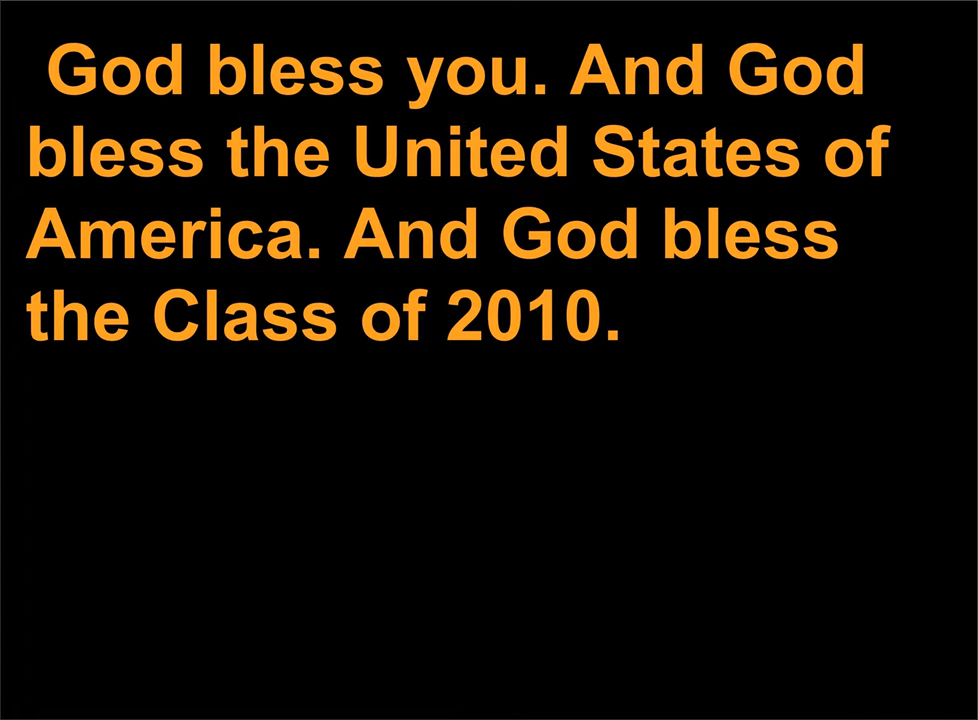 God bless you. And God
bless the United States of
America. And God bless
the Class of 2010.